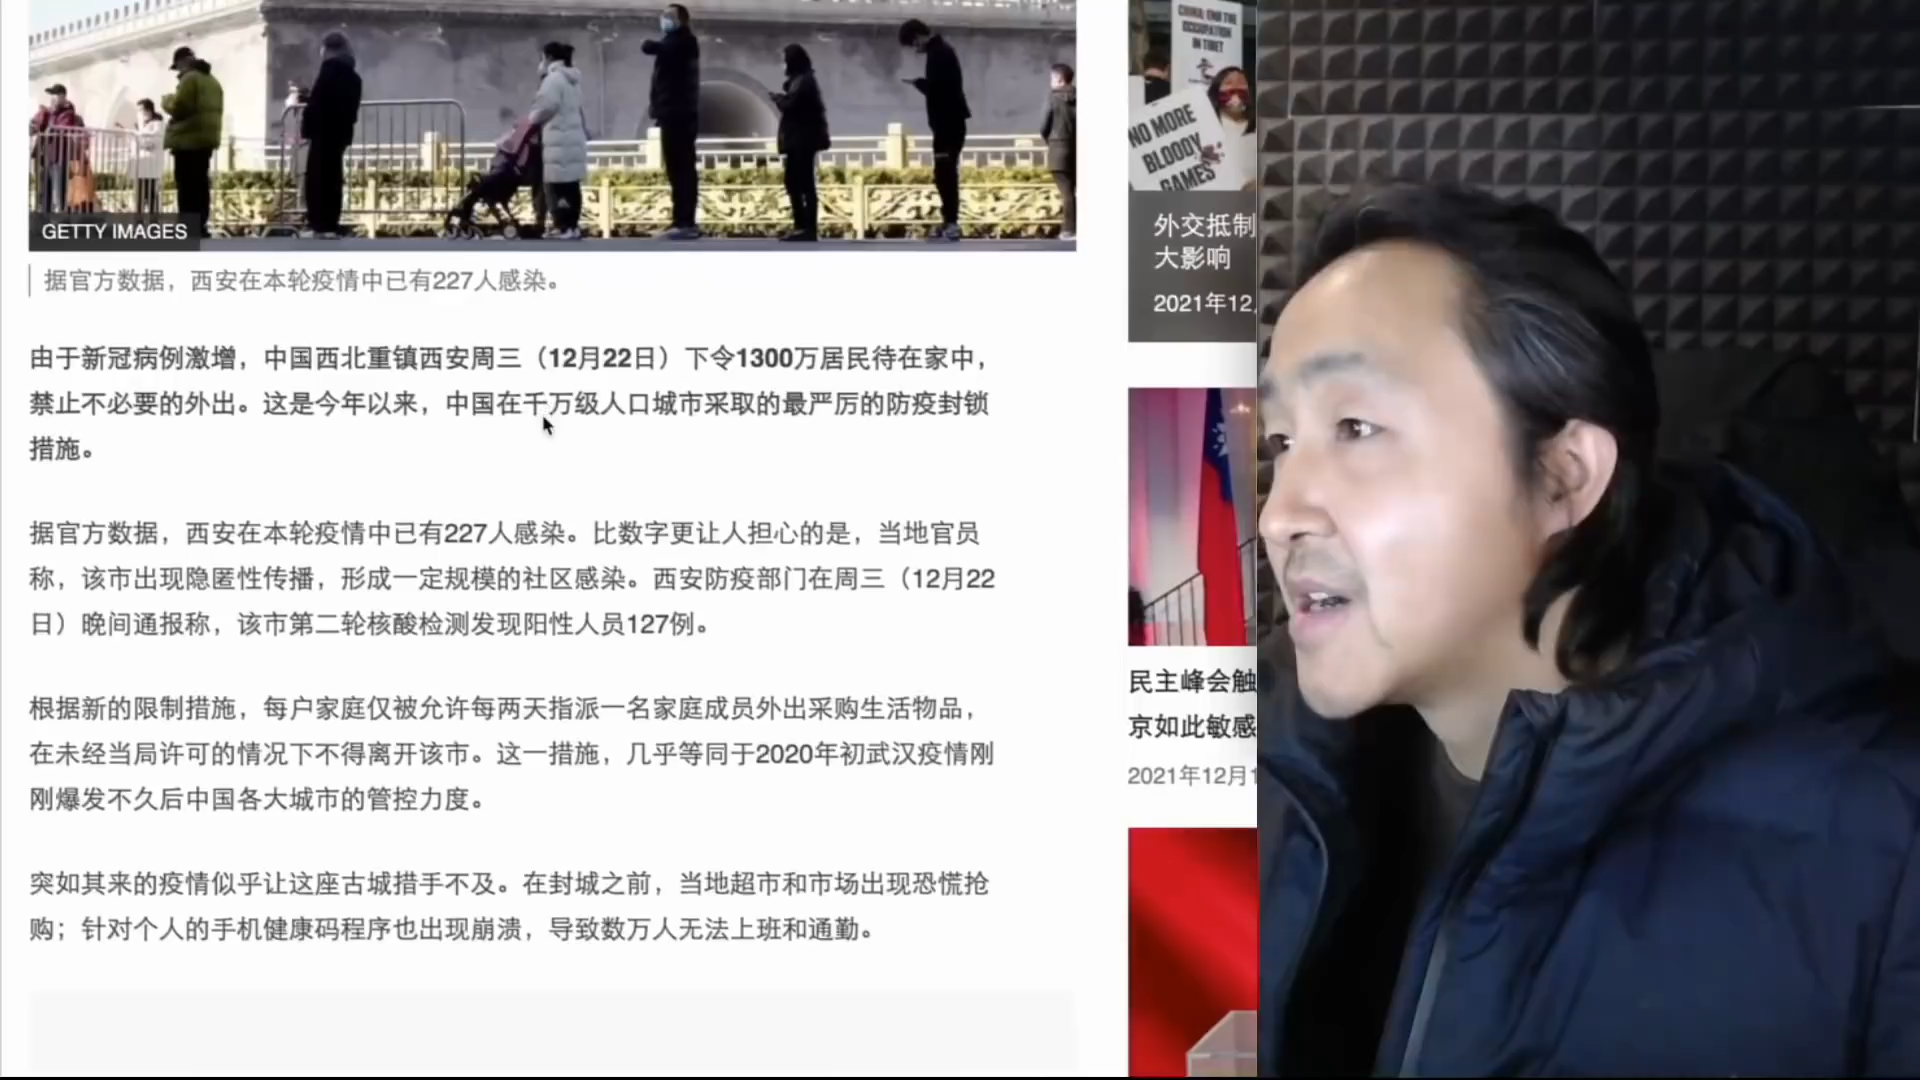 GETTY IMAGES
据官方数据，西安在本轮疫情中已有227人感染。
由于新冠病例激增，中国西北重镇西安周三（12月22日）下令1300万居民待在家中，
禁止不必要的外出。这是今年以来，中国在千万级人口城市采取的最严厉的防疫封锁
措施。
据官方数据，西安在本轮疫情中已有227人感染。比数字更让人担心的是，当地官员
称，该市出现隐匿性传播，形成一定规模的社区感染。西安防疫部门在周三（12月22
日）晚间通报称，该市第二轮核酸检测发现阳性人员127例。
根据新的限制措施，每户家庭仅被允许每两天指派一名家庭成员外出采购生活物品，
在未经当局许可的情况下不得离开该市。这一措施，几乎等同于2020年初武汉疫情刚
刚爆发不久后中国各大城市的管控力度。
突如其来的疫情似乎让这座古城措手不及。在封城之前，当地超市和市场出现恐慌抢
购；针对个人的手机健康码程序也出现崩溃，导致数万人无法上班和通勤。
CHINA: END THE
OCCUPATION
IN TIBET
NO MORE
BLOODY
GAMES
外交抵制
大影响
2021年12
民主峰会触
京如此敏感
2021年12月1